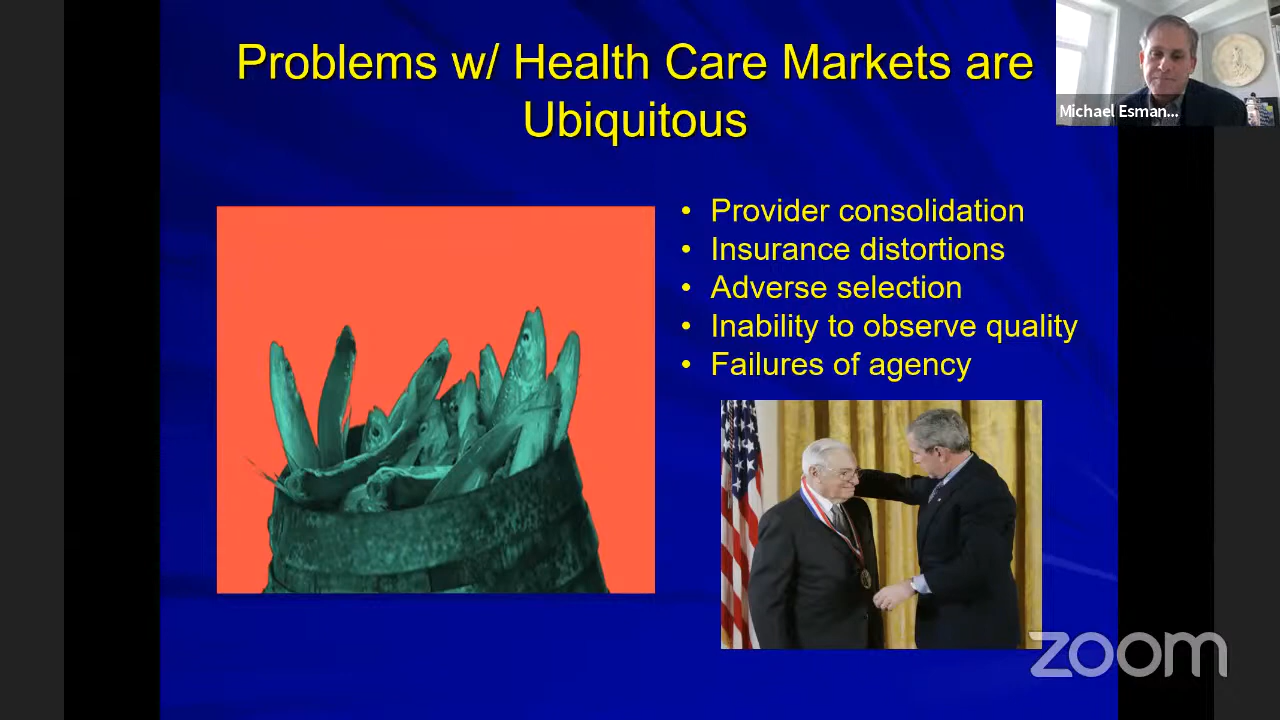 Problems w/ Health Care Markets are
Ubiquitous
Michael Esman...
• Provider consolidation
• Insurance distortions
• Adverse selection
• Inability to observe quality
• Failures of agency
zoom